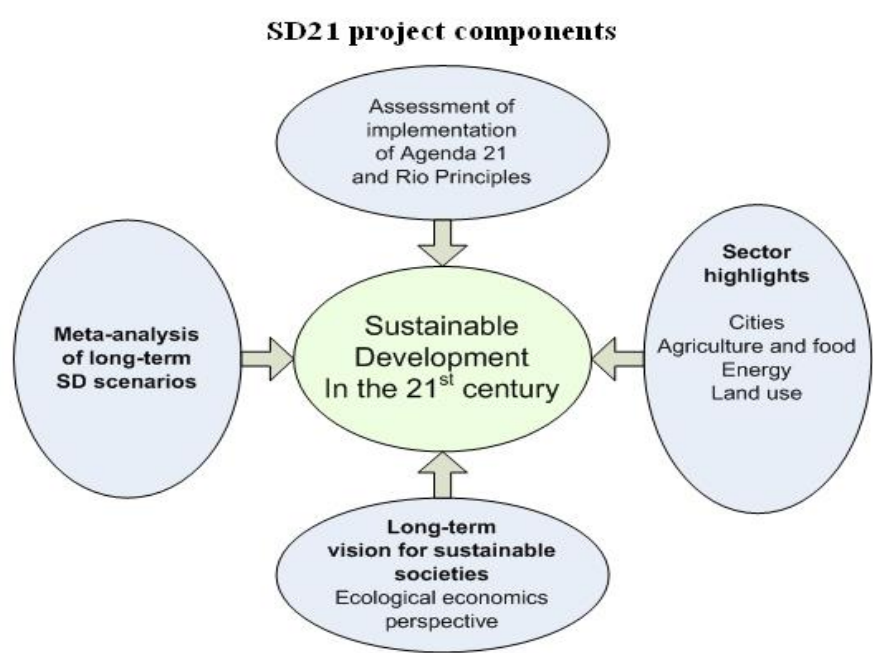 SD21 project components
Assessment of
implementation
of Agenda 21
and Rio Principles
Meta-analysis
of long-term
SD scenarios
Sustainable
Development
In the 21st century
Sector
highlights
Cities
Agriculture and food
Energy
Land use
Long-term
vision for sustainable
societies
Ecological economics
perspective